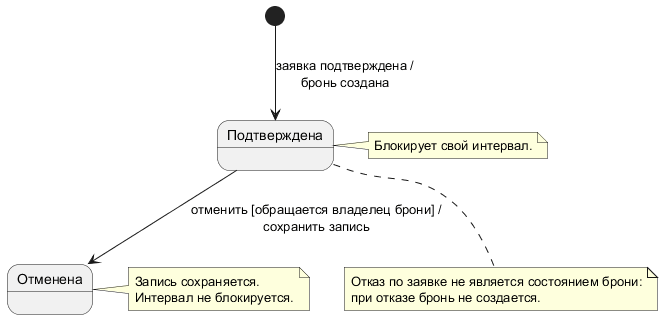 заявка подтверждена /
бронь создана
Подтверждена
Блокирует свой интервал.
отменить [обращается владелец брони] /
сохранить запись
Отменена
Запись сохраняется.
Интервал не блокируется.
Отказ по заявке не является состоянием брони:
при отказе бронь не создается.